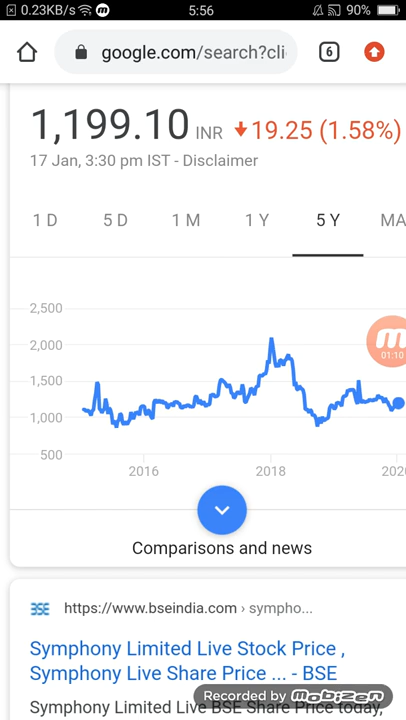 0.23KB/s 5:56 90%
google.com/search?cli 6
1,199.10 INR 19.25 (1.58%)
17 Jan, 3:30 pm IST - Disclaimer
1 D 5 D 1 M 1 Y 5 Y MA
2,500
2,000
01:10
1,500
1,000
500
2016 2018 2020
Comparisons and news
BSE https://www.bseindia.com › sympho...
Symphony Limited Live Stock Price ,
Symphony Live Share Price ... - BSE
Recorded by MOBIZEN
Symphony Limited Live BSE Share Price today,